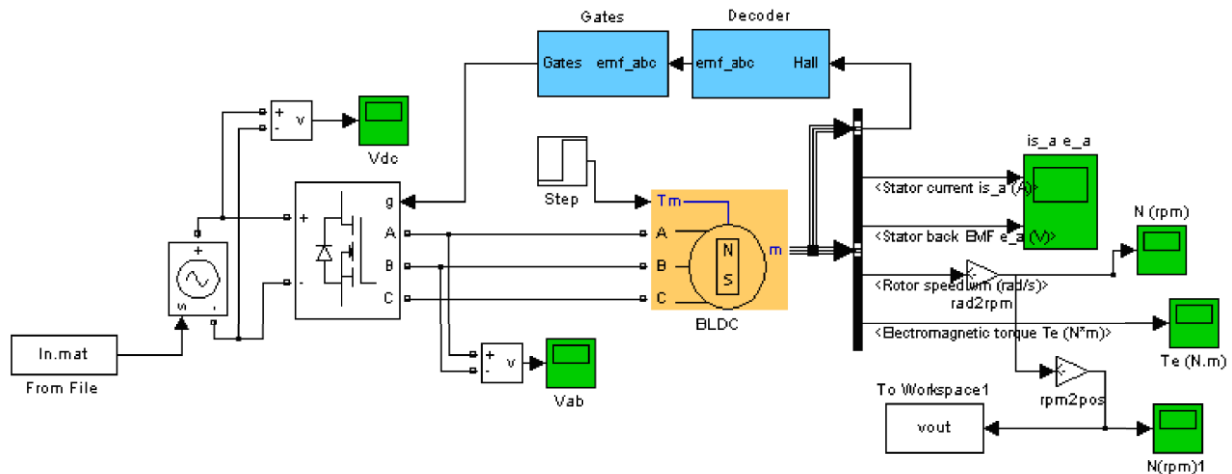 Gates
Decoder
Gates emf_abc
emf_abc Hall
+
-
v
Vdc
Step
is_a e_a
<Stator current is_a (A)>
N (rpm)
g
+
-
A
B
C
Tm
A
B
C
N
S
m
BLDC
<Stator back EMF e_a (V)>
<Rotor speed wm (rad/s)>
rad2rpm
<Electromagnetic torque Te (N*m)>
Te (N.m)
+
s
-
In.mat
From File
+
-
v
Vab
rpm2pos
To Workspace1
vout
N(rpm)1